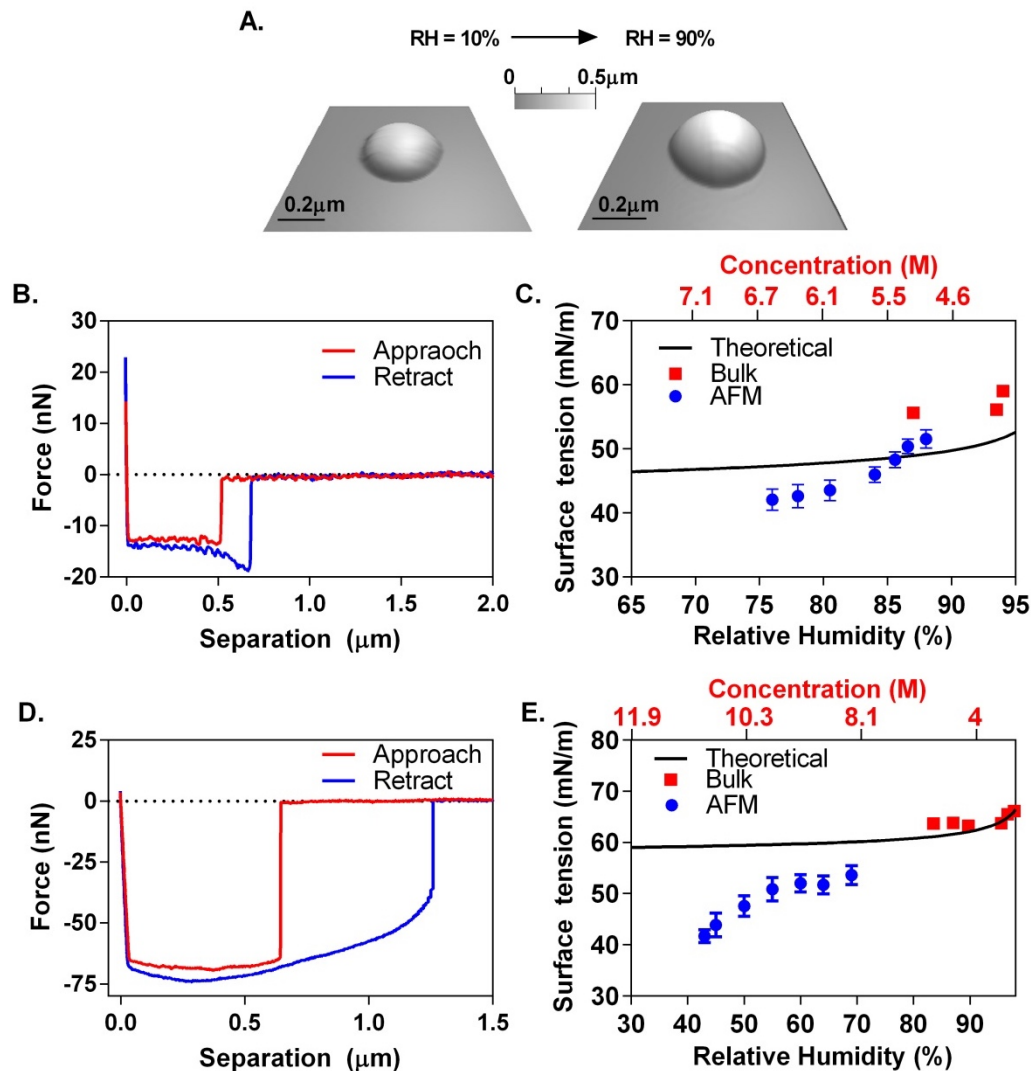 A.
RH = 10% RH = 90%
0 0.5μm
0.2μm 0.2μm
B.
Force (nN)
30
20
10
0
-10
-20
Appraoch
Retract
0.0 0.5 1.0 1.5 2.0
Separation (μm)
C.
Concentration (M)
7.1 6.7 6.1 5.5 4.6
Surface tension (mN/m)
70
60
50
40
30
Theoretical
Bulk
AFM
65 70 75 80 85 90 95
Relative Humidity (%)
D.
Force (nN)
0
-25
-50
-75
Approach
Retract
0.0 0.5 1.0 1.5
Separation (μm)
E.
Concentration (M)
11.9 10.3 8.1 4
Surface tension (mN/m)
80
70
60
50
40
30
Theoretical
Bulk
AFM
30 40 50 60 70 80 90
Relative Humidity (%)